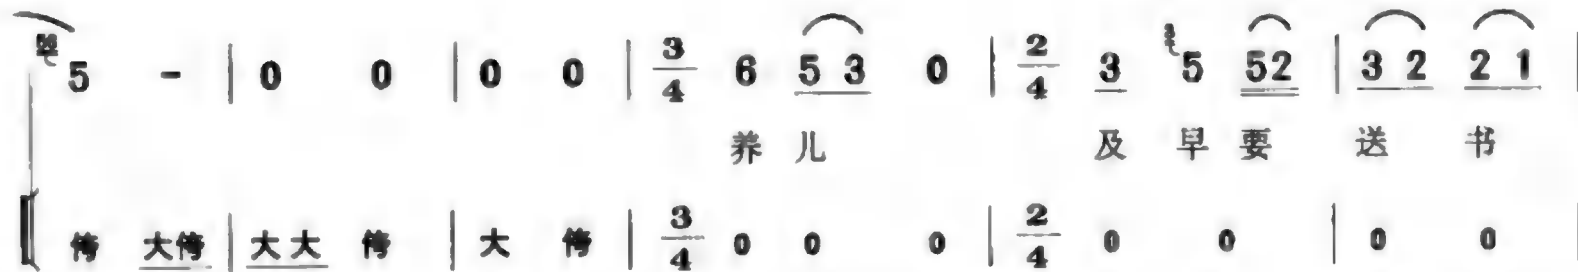 5 - | 0 0 | 0 0 | 3/4 6 5 3 0 | 2/4 3 5 52 | 3 2 2 1 |
养 儿 及 早 要 送 书
大 | 大大 | 大 | 3/4 0 0 0 | 2/4 0 0 | 0 0